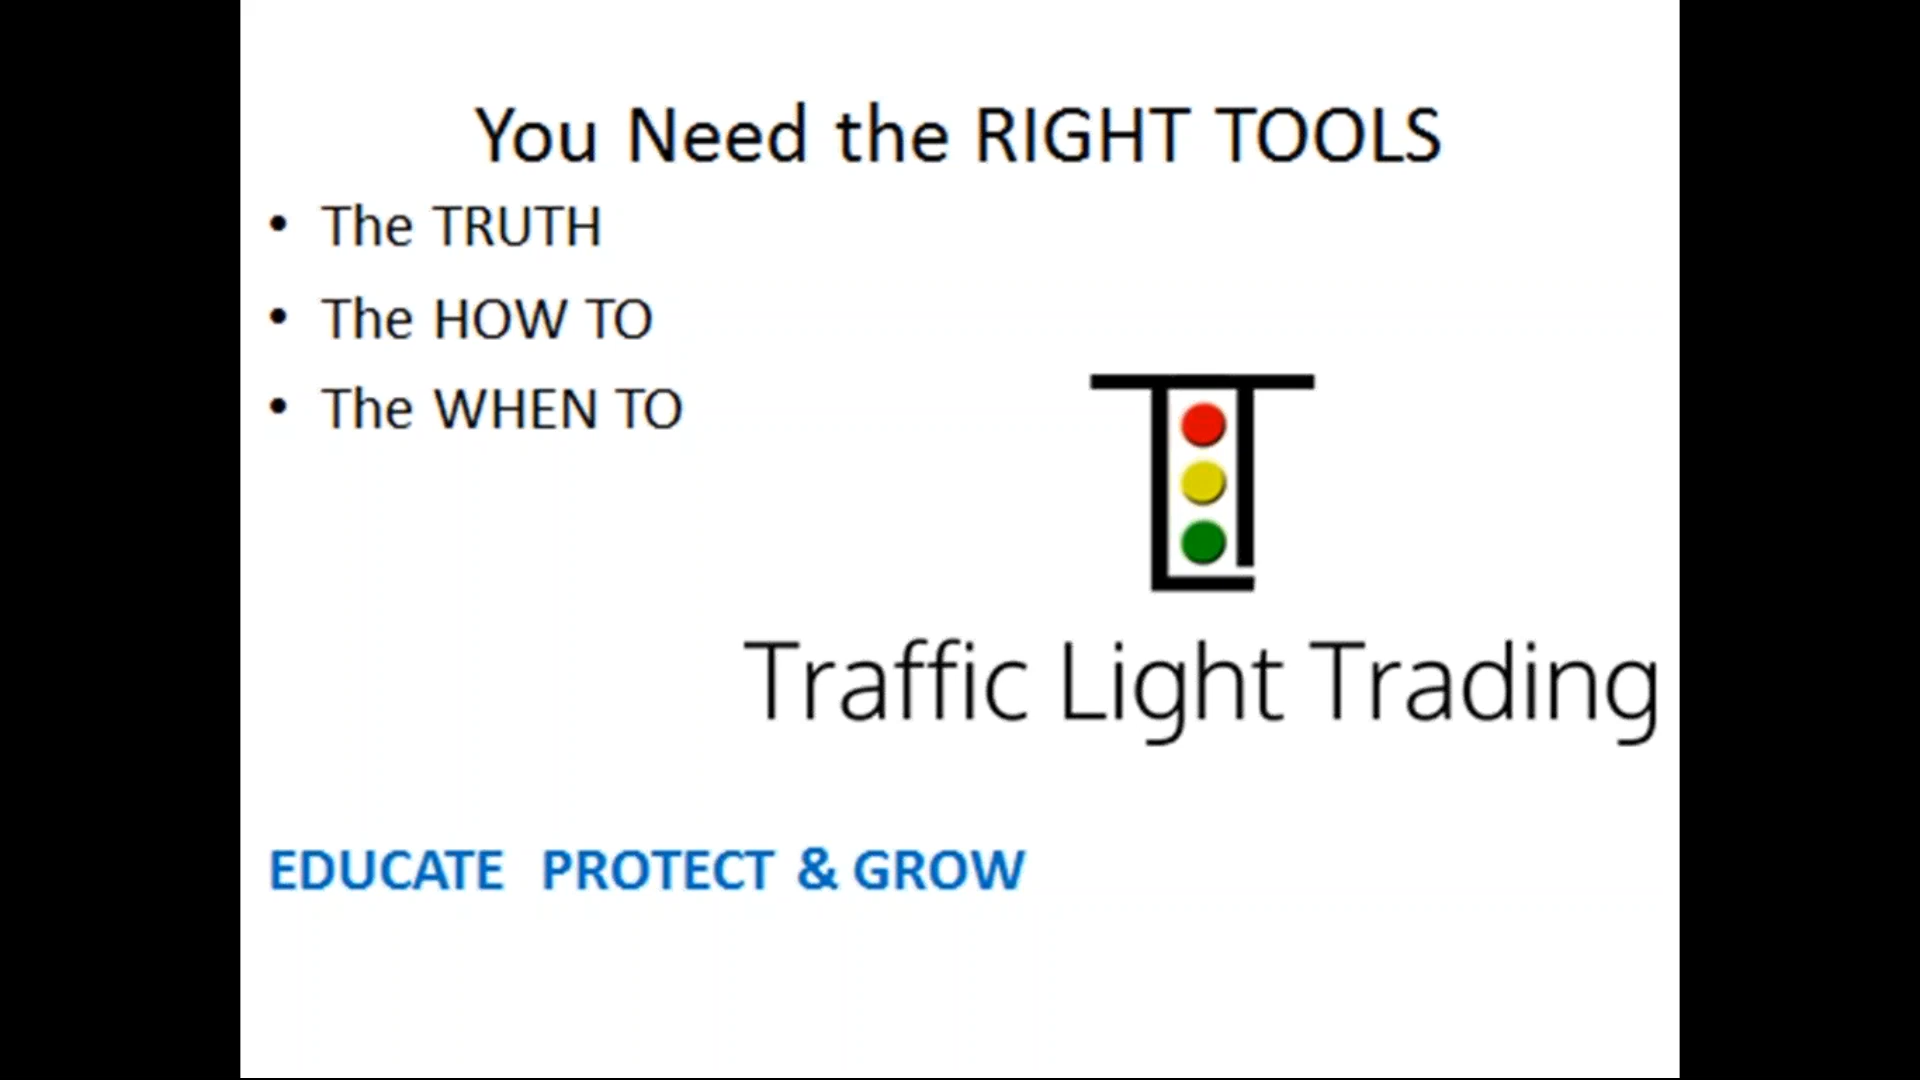 You Need the RIGHT TOOLS
• The TRUTH
• The HOW TO
• The WHEN TO
Traffic Light Trading
EDUCATE PROTECT & GROW